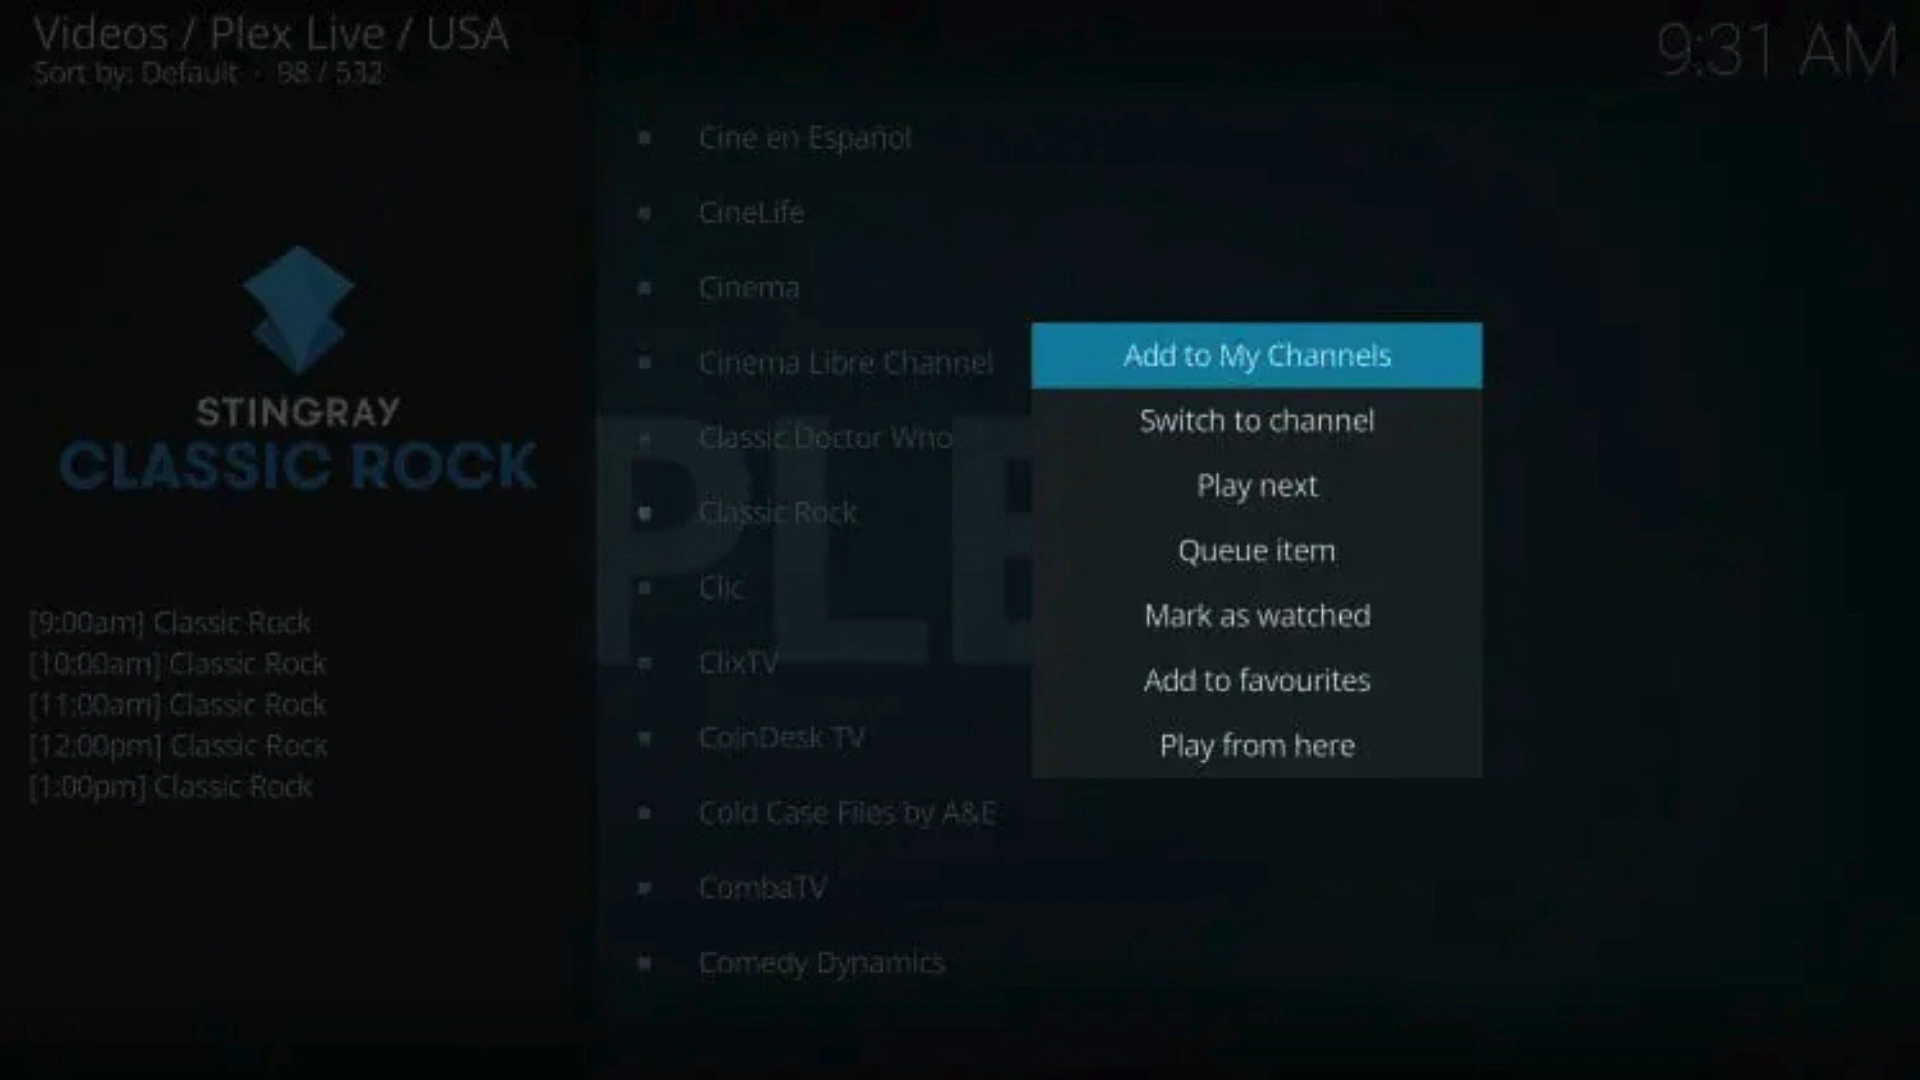 Videos / Plex Live / USA
Sort by: Default · 98 / 532
9:31 AM
STINGRAY
CLASSIC ROCK
[9:00am] Classic Rock
[10:00am] Classic Rock
[11:00am] Classic Rock
[12:00pm] Classic Rock
[1:00pm] Classic Rock
Cine en Español
CineLife
Cinema
Cinema Libre Channel
Classic Doctor Who
Classic Rock
Clic
ClixTV
CoinDesk TV
Cold Case Files by A&E
CombaTV
Comedy Dynamics
PLE
Add to My Channels
Switch to channel
Play next
Queue item
Mark as watched
Add to favourites
Play from here